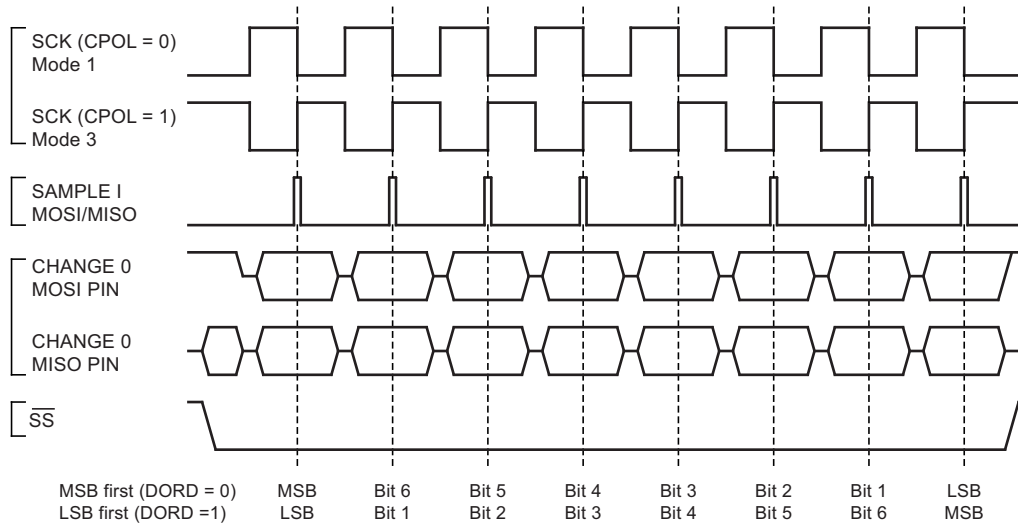 SCK (CPOL = 0)
Mode 1
SCK (CPOL = 1)
Mode 3
SAMPLE I
MOSI/MISO
CHANGE 0
MOSI PIN
CHANGE 0
MISO PIN
SS
MSB first (DORD = 0) MSB Bit 6 Bit 5 Bit 4 Bit 3 Bit 2 Bit 1 LSB
LSB first (DORD =1) LSB Bit 1 Bit 2 Bit 3 Bit 4 Bit 5 Bit 6 MSB